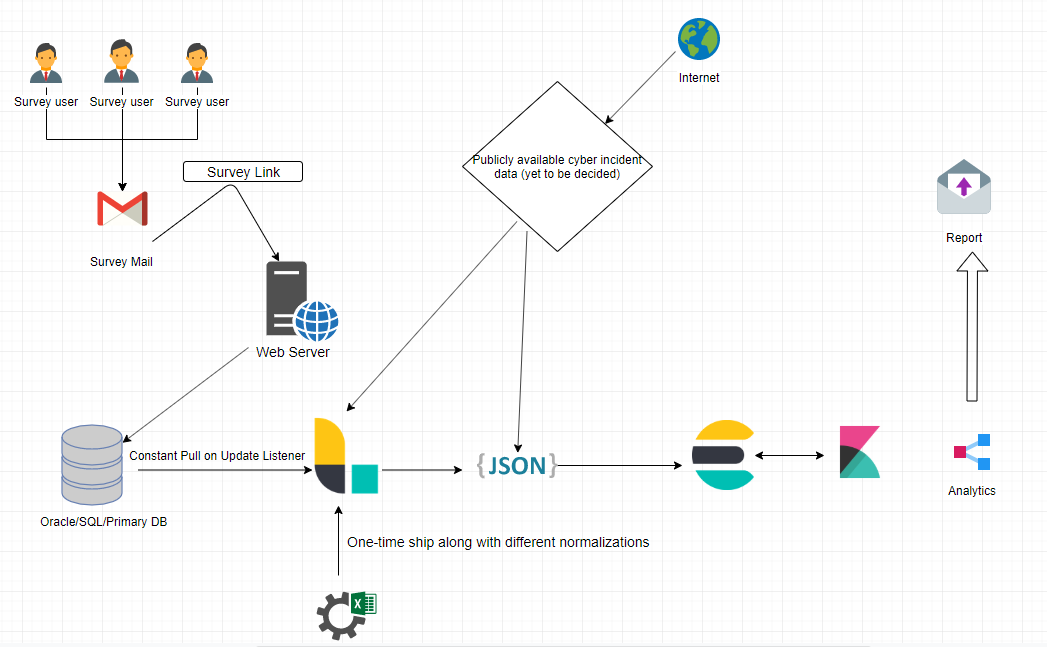 Internet
Survey user
Survey user
Survey user
Publicly available cyber incident
data (yet to be decided)
Survey Link
Survey Mail
Report
Web Server
Constant Pull on Update Listener
{JSON}
Analytics
Oracle/SQL/Primary DB
One-time ship along with different normalizations
X